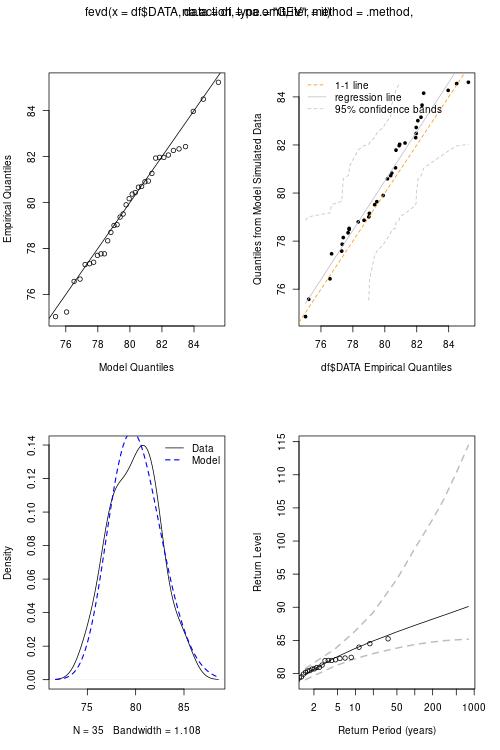 fevd(x = df$DATA,
method = .method,
76 78 80 82 84
76 78 80 82 84
Model Quantiles
Empirical Quantiles
1-1 line
regression line
95% confidence bands
76 78 80 82 84
76 78 80 82 84
df$DATA Empirical Quantiles
Quantiles from Model Simulated Data
Data
Model
0.00 0.02 0.04 0.06 0.08 0.10 0.12 0.14
75 80 85
N = 35 Bandwidth = 1.108
Density
80 85 90 95 100 105 110 115
2 5 10 50 200 1000
Return Period (years)
Return Level